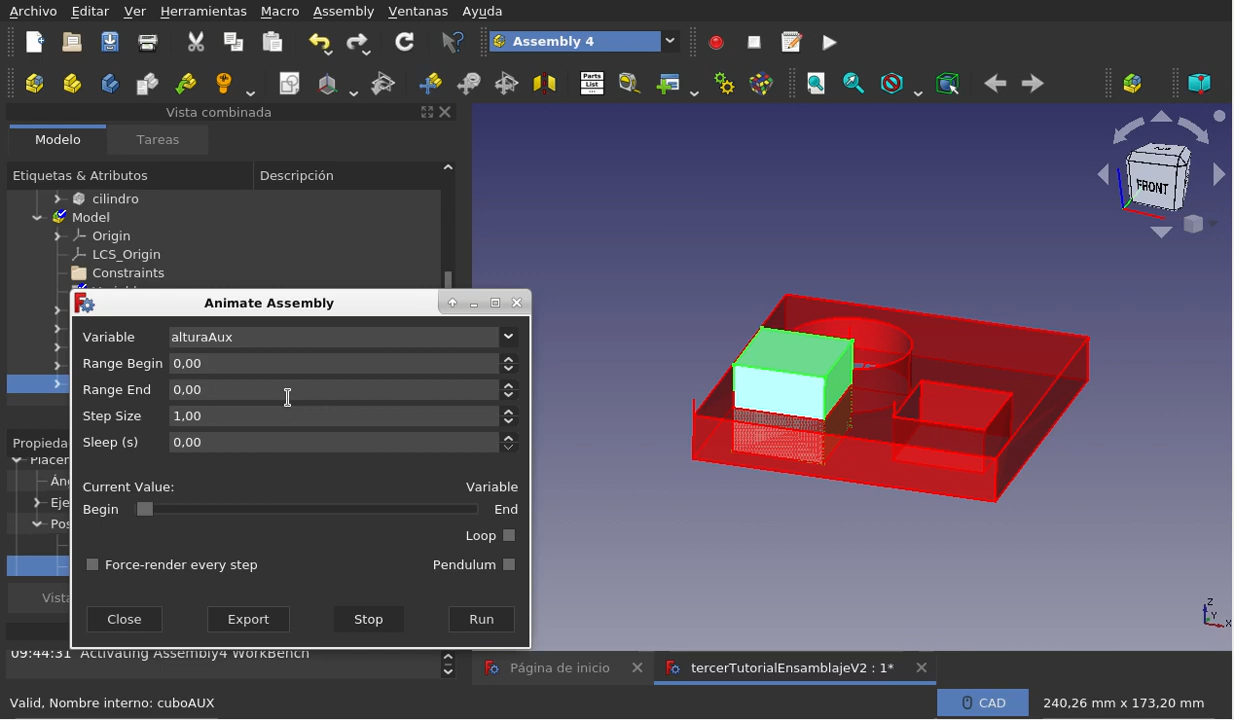 Archivo Editar Ver Herramientas Macro Assembly Ventanas Ayuda
Assembly 4
Parts List
Vista combinada
Modelo Tareas
Etiquetas & Atributos Descripción
cilindro
Model
Origin
LCS_Origin
Constraints
Animate Assembly
Variable alturaAux
Range Begin 0,00
Range End 0,00
Step Size 1,00
Sleep (s) 0,00
Current Value: Variable
Begin End
Loop
Force-render every step Pendulum
Close Export Stop Run
Propieda
Placer
Án
Eje
Pos
Vista
09:44:31 Activating Assembly4 WorkBench
FRONT
Z
Y
X
Página de inicio tercerTutorialEnsamblajeV2 : 1*
Valid, Nombre interno: cuboAUX CAD 240,26 mm x 173,20 mm